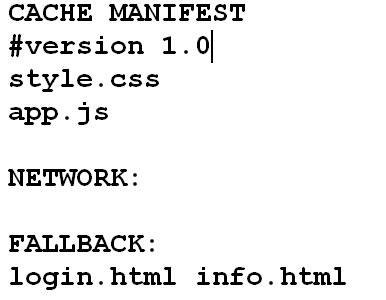 CACHE MANIFEST
#version 1.0
style.css
app.js
NETWORK:
FALLBACK:
login.html info.html